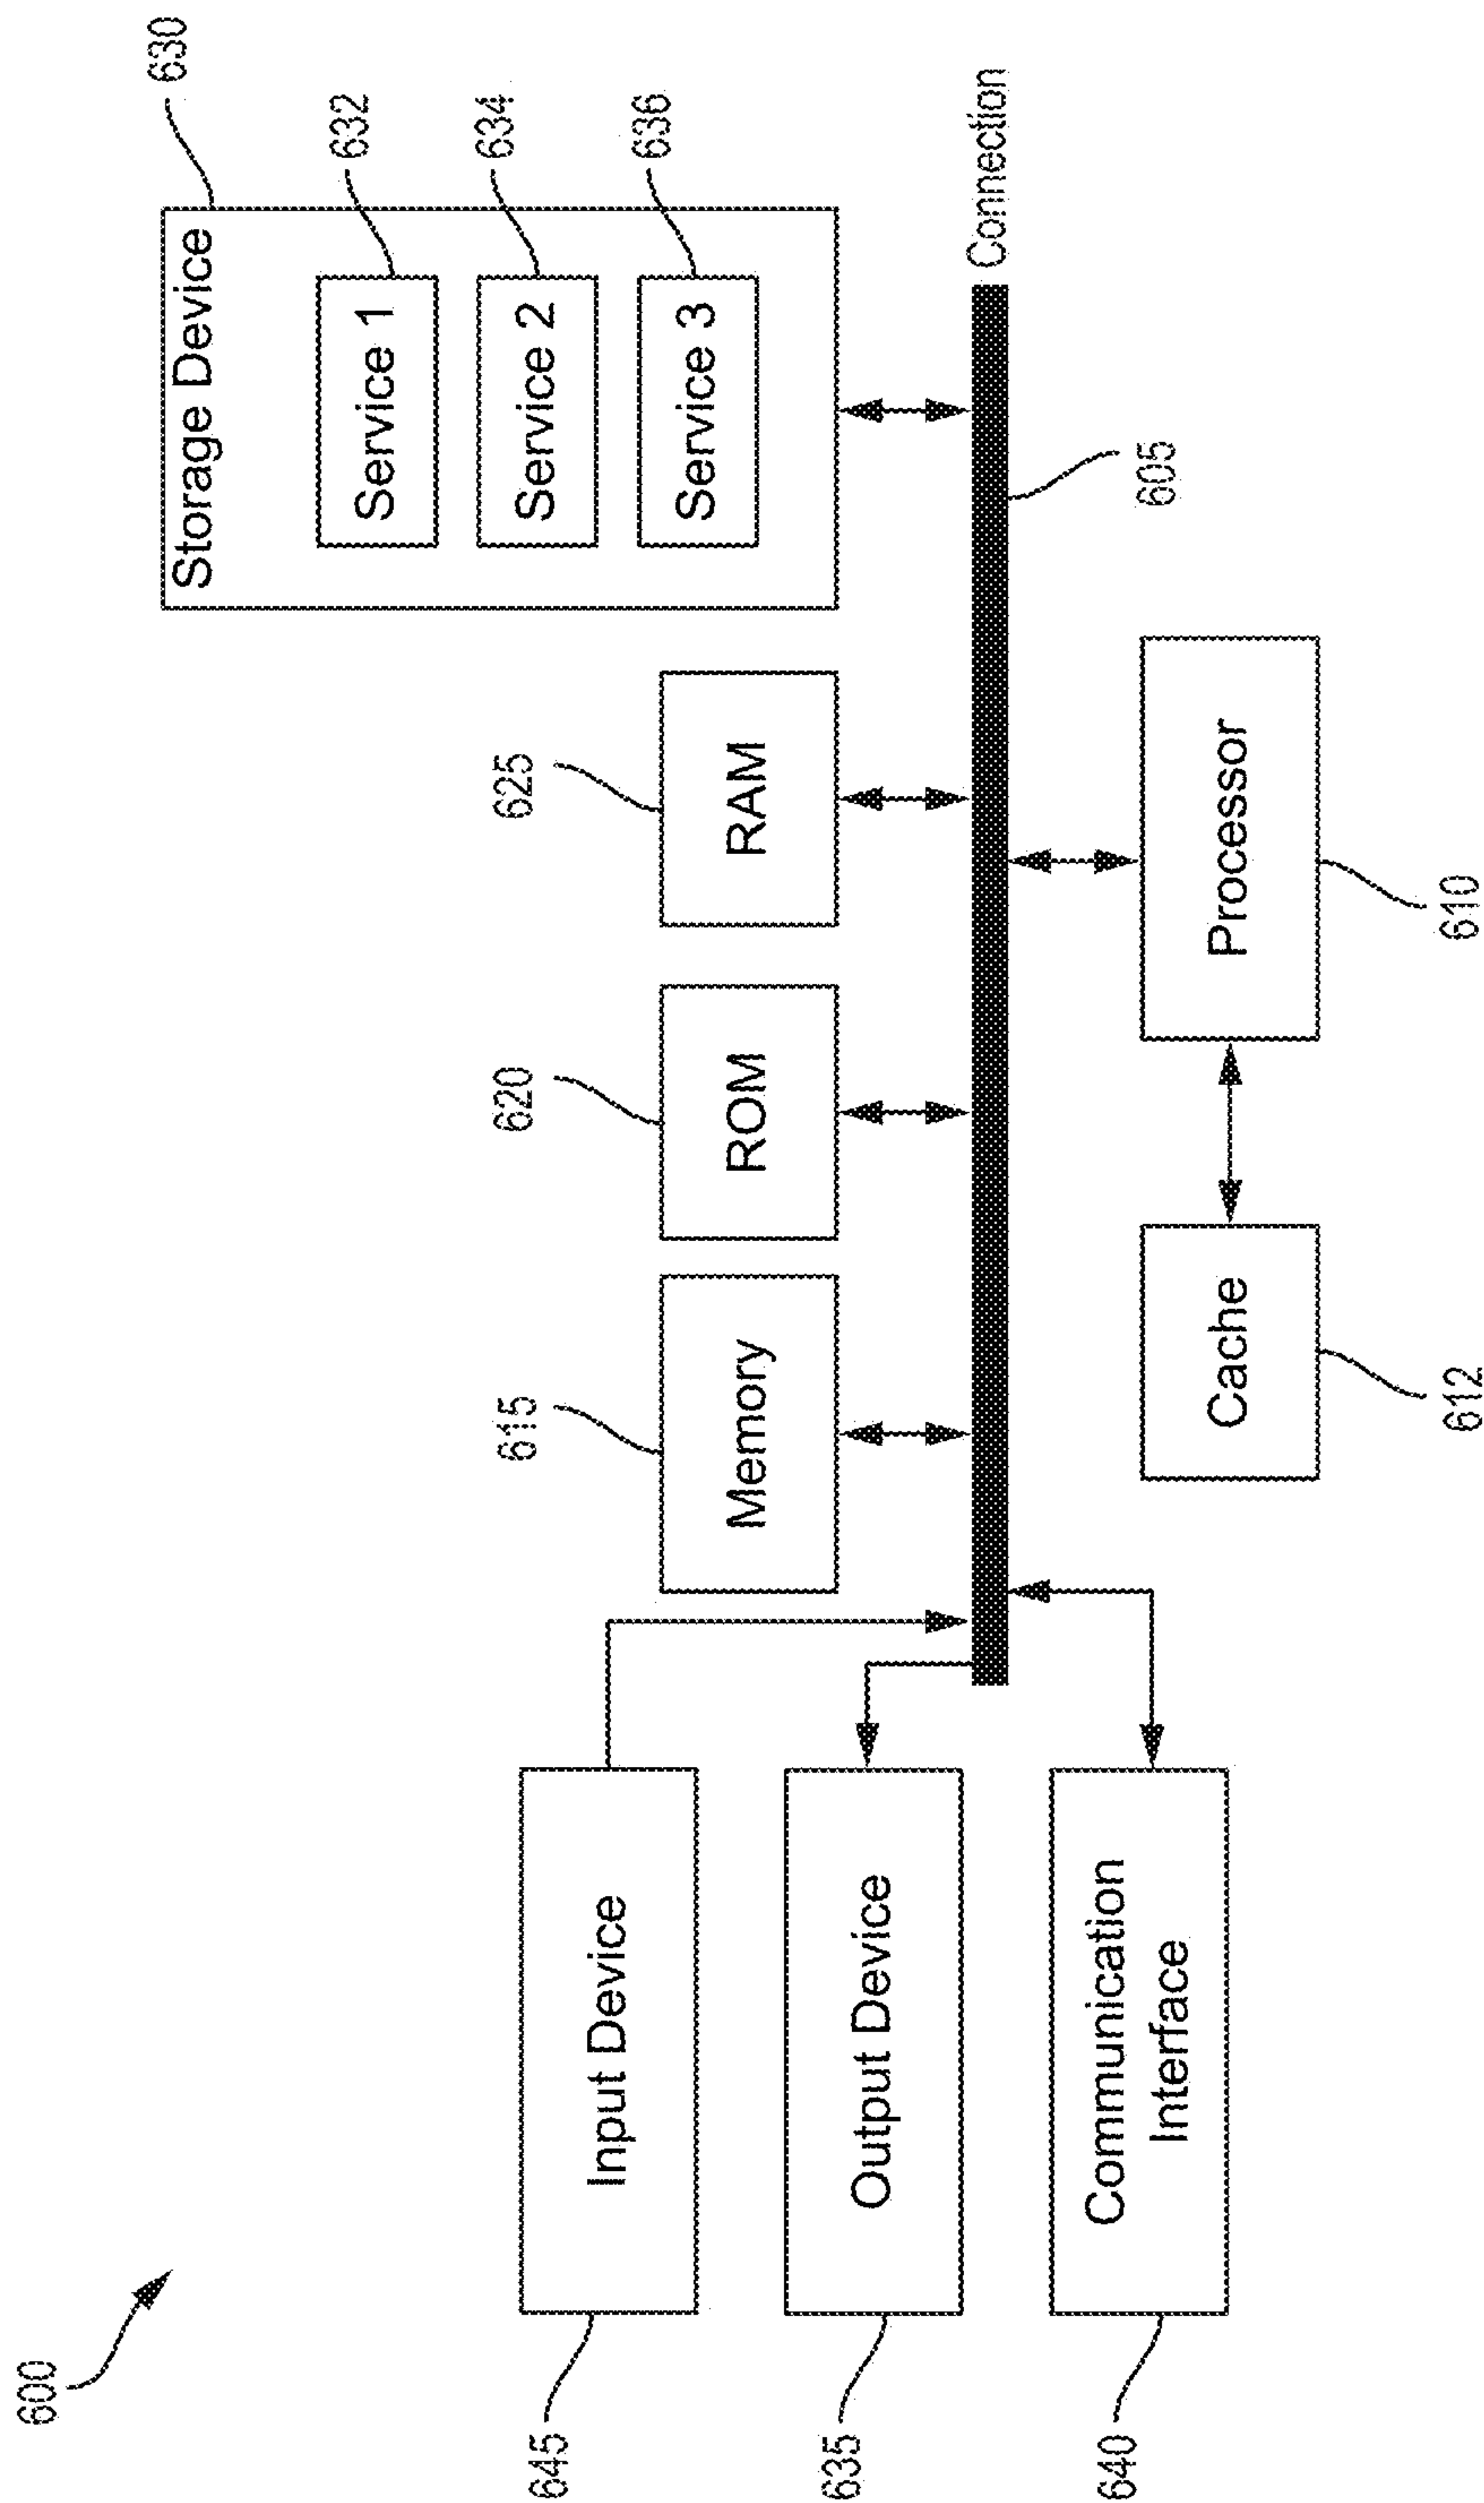 600
630
Storage Device
632
Service 1
634
Service 2
636
Service 3
645
Input Device
615
Memory
620
ROM
625
RAM
635
Output Device
Connection
605
640
Communication
Interface
Cache
612
Processor
610